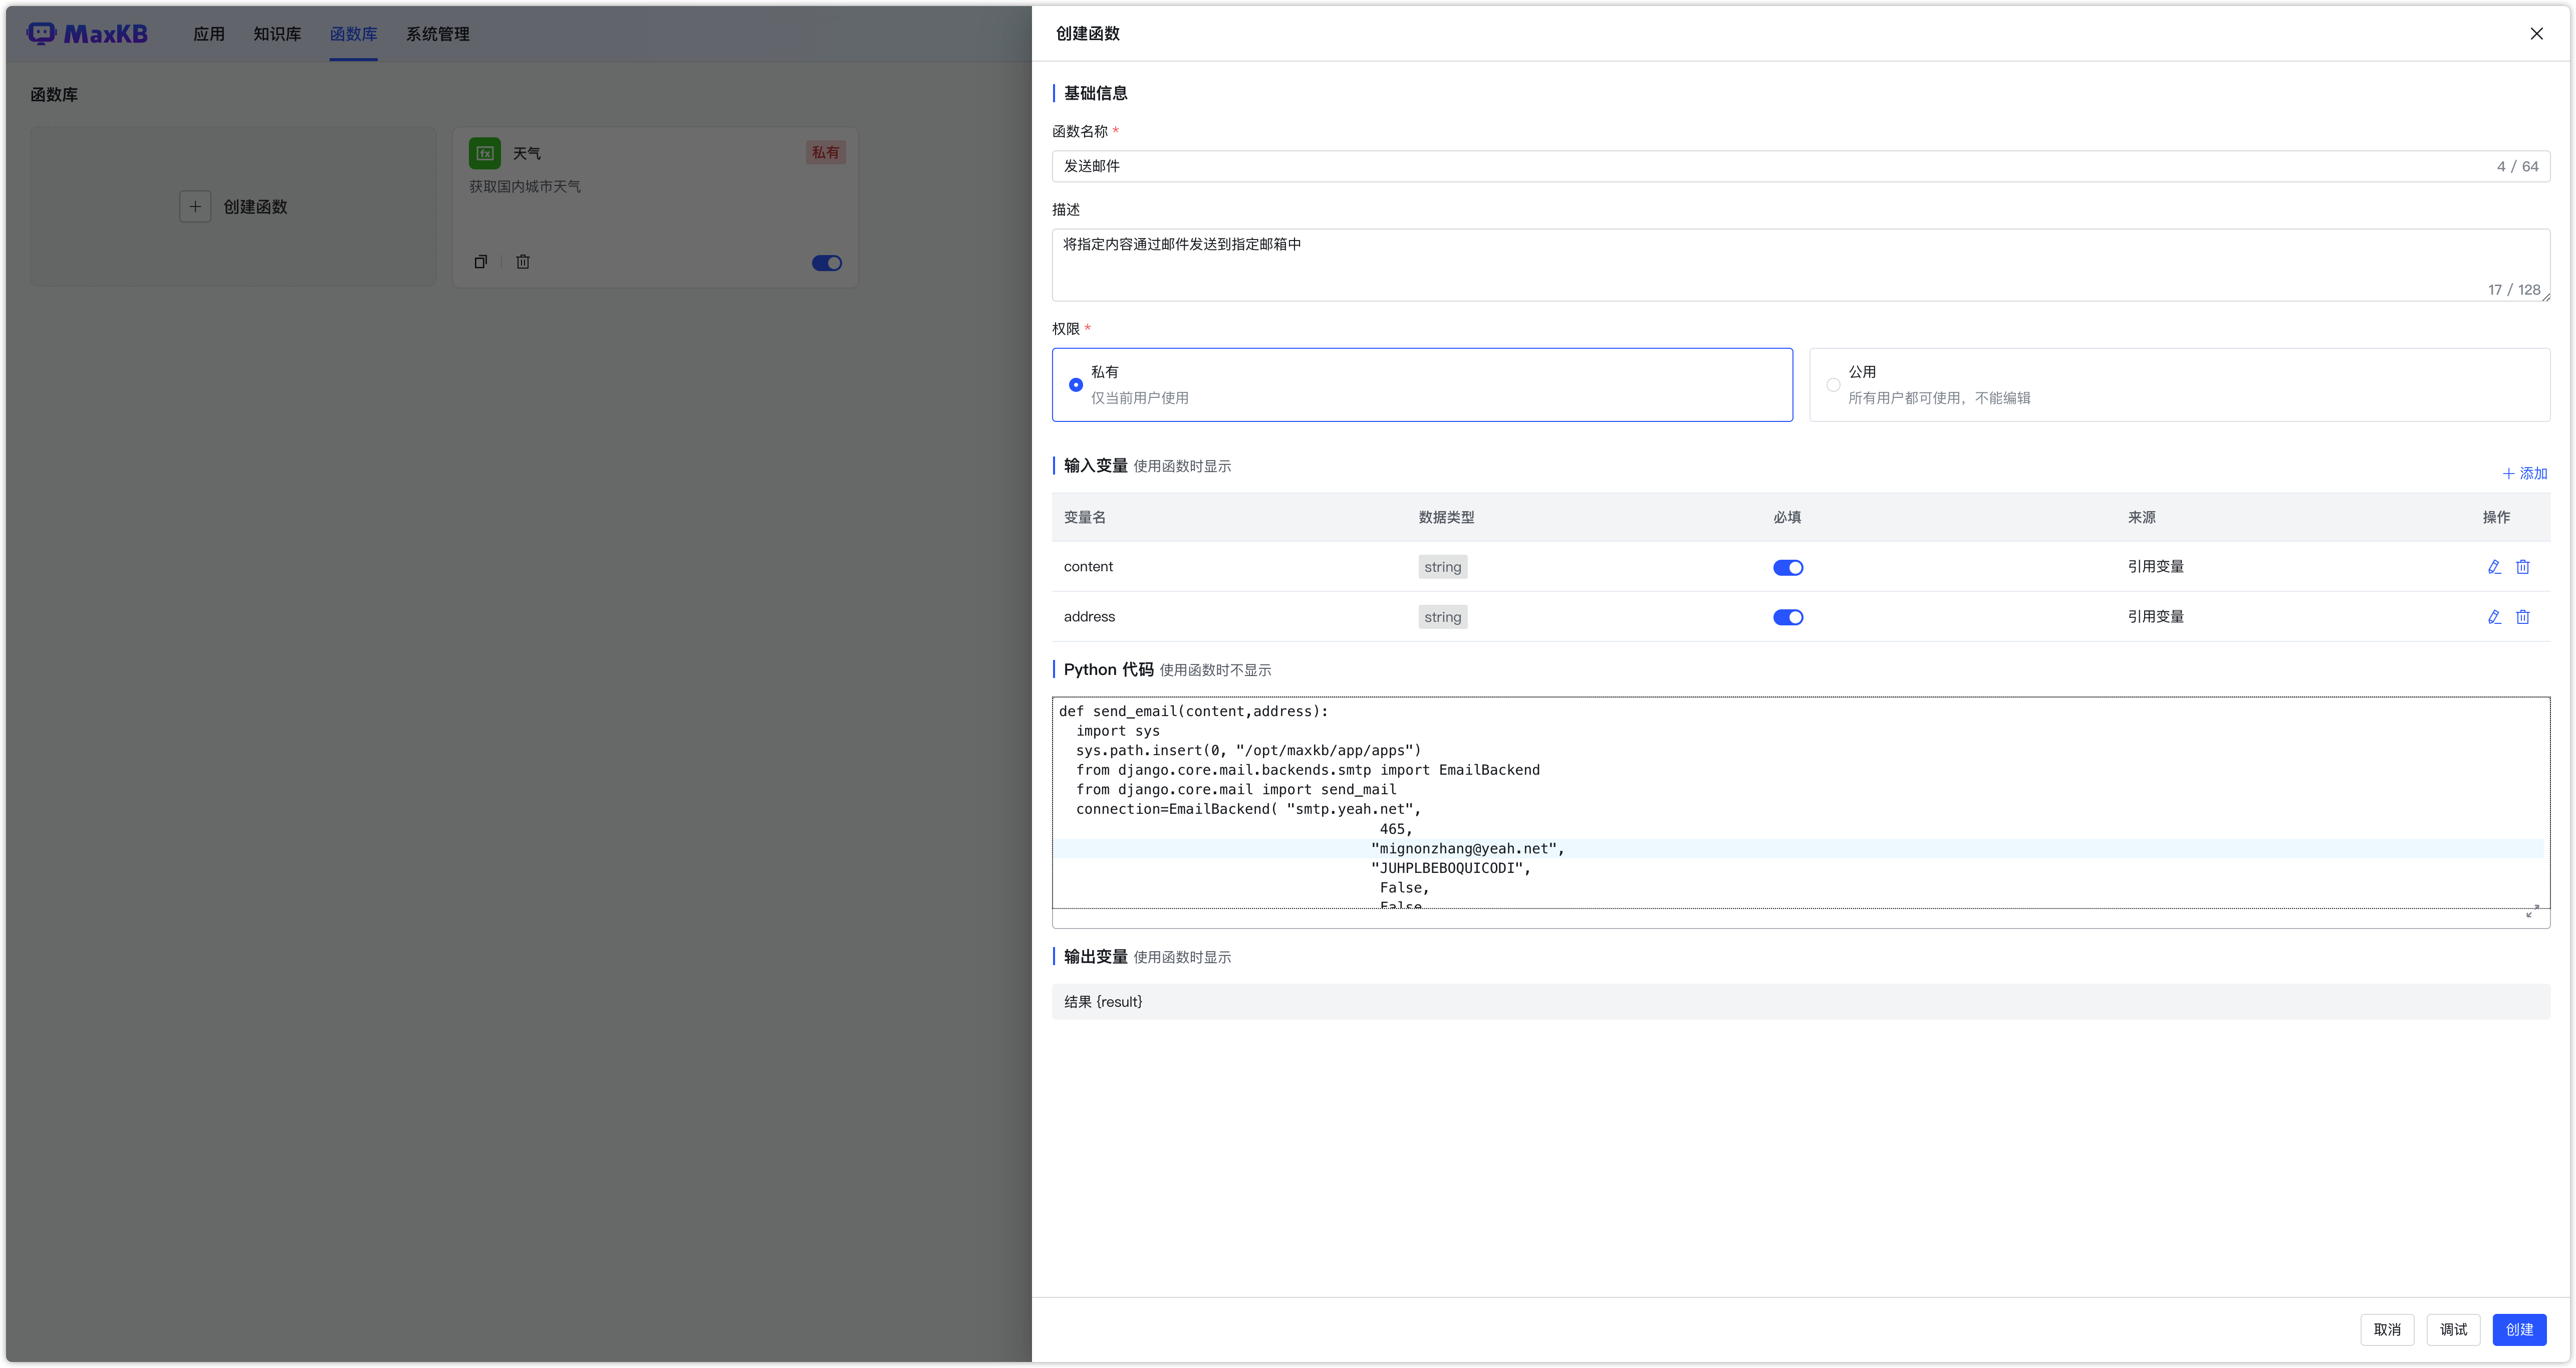 MaxKB
应用 知识库 函数库 系统管理
函数库
创建函数
天气
私有
获取国内城市天气
创建函数
基础信息
函数名称 *
发送邮件
4 / 64
描述
将指定内容通过邮件发送到指定邮箱中
17 / 128
权限 *
私有
仅当前用户使用
公用
所有用户都可使用，不能编辑
输入变量 使用函数时显示
添加
变量名 数据类型 必填 来源 操作
content string 引用变量
address string 引用变量
Python 代码 使用函数时不显示
def send_email(content,address):
  import sys
  sys.path.insert(0, "/opt/maxkb/app/apps")
  from django.core.mail.backends.smtp import EmailBackend
  from django.core.mail import send_mail
  connection=EmailBackend( "smtp.yeah.net",
                                      465,
                                     "mignonzhang@yeah.net",
                                     "JUHPLBEBOQUICODI",
                                      False,
                                      False
输出变量 使用函数时显示
结果 {result}
取消 调试 创建